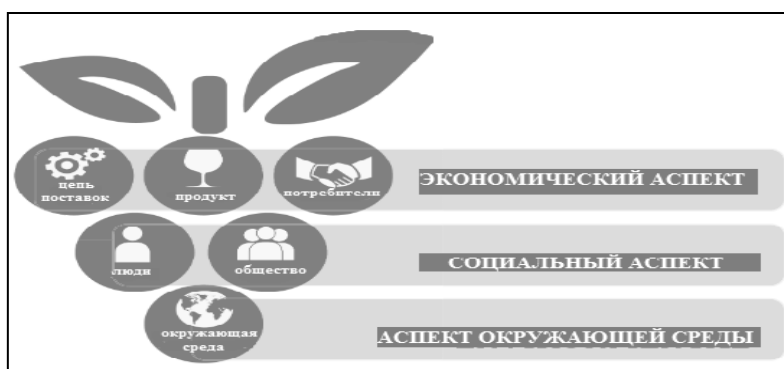 цепь
поставок
продукт
потребители
ЭКОНОМИЧЕСКИЙ АСПЕКТ
люди
общество
СОЦИАЛЬНЫЙ АСПЕКТ
окружающая
среда
АСПЕКТ ОКРУЖАЮЩЕЙ СРЕДЫ